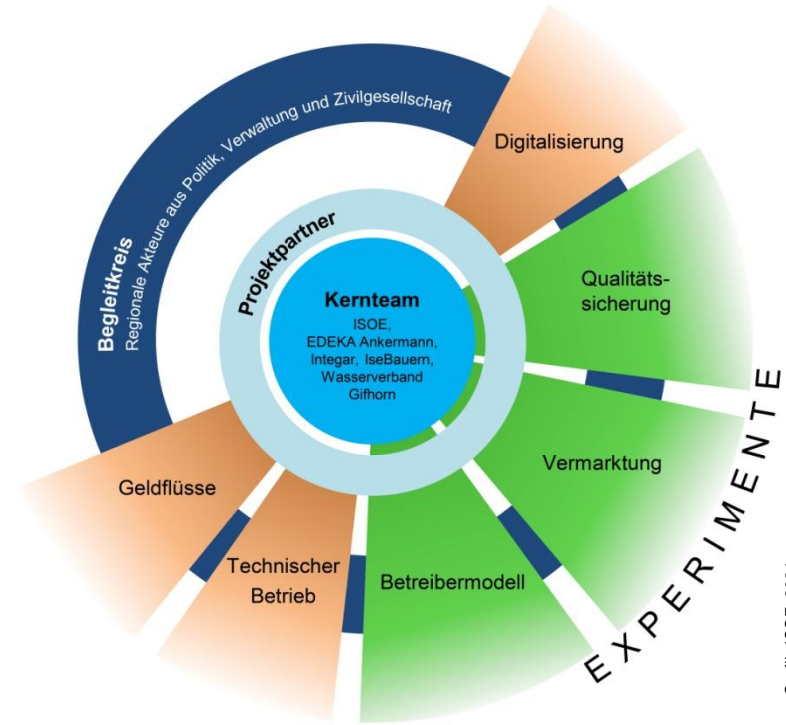 Begleitkreis
Regionale Akteure aus Politik, Verwaltung und Zivilgesellschaft
Projektpartner
Kernteam
ISOE,
EDEKA Ankermann,
Integar, IseBauern,
Wasserverband
Gifhorn
Digitalisierung
Qualitäts-
sicherung
Vermarktung
Betreibermodell
Technischer
Betrieb
Geldflüsse
EXPERIMENTE